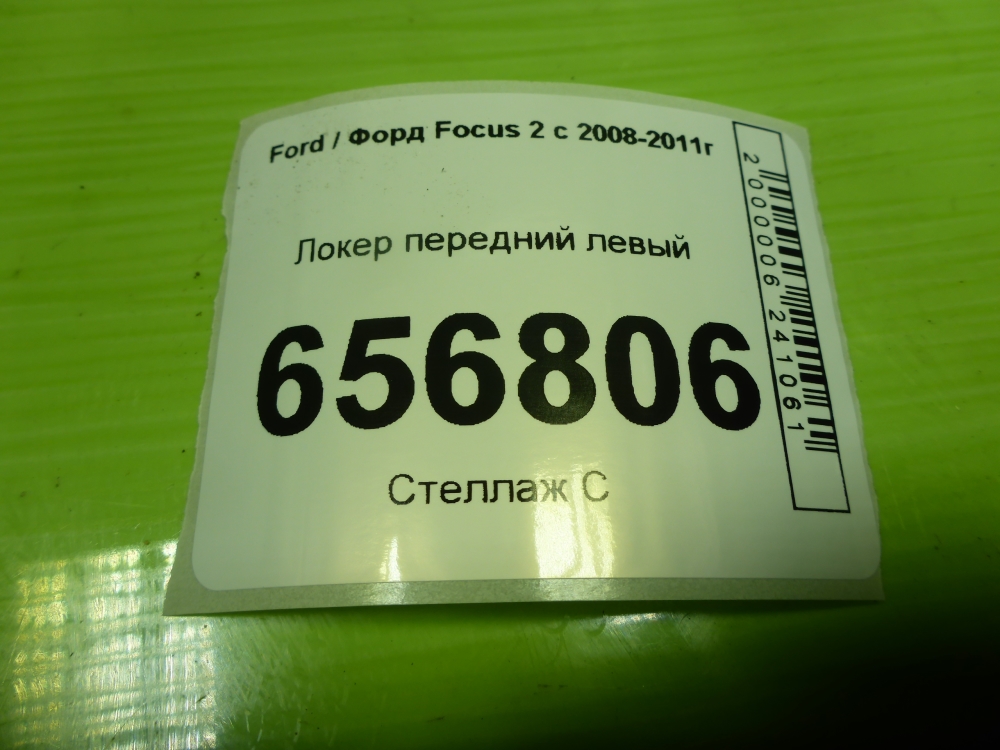 Ford / Форд Focus 2 с 2008-2011г
Локер передний левый
656806
Стеллаж С
2000006241061